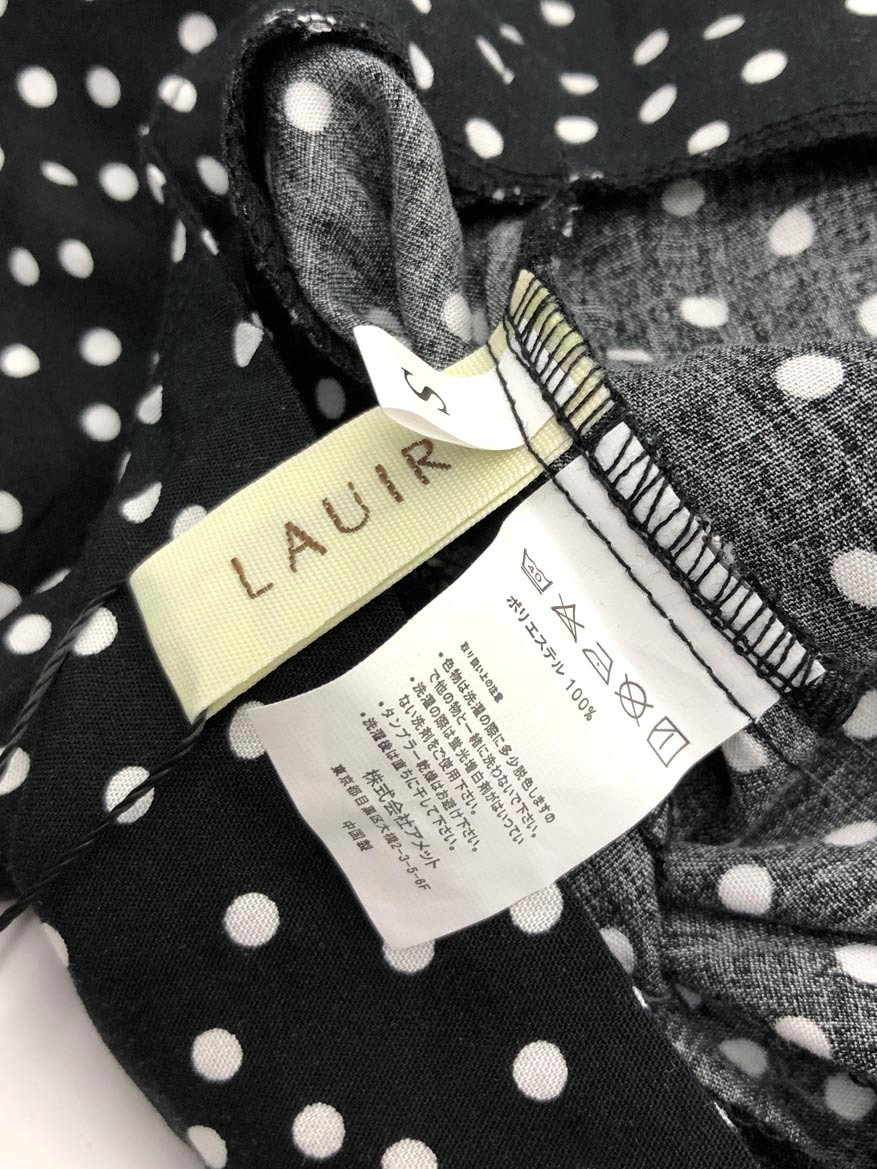 S
LAUIR
40
ポリエステル 100%
取り扱い上の注意
・色物は洗濯の際に多少脱色しますの
で他の物と一緒に洗わないで下さい。
・洗濯の際は蛍光増白剤がはいってい
ない洗剤をご使用下さい。
・タンブラー乾燥はお避け下さい。
・洗濯後は直ちに干して下さい。
株式会社アメット
東京都目黒区大橋2-3-5-6F
中国製